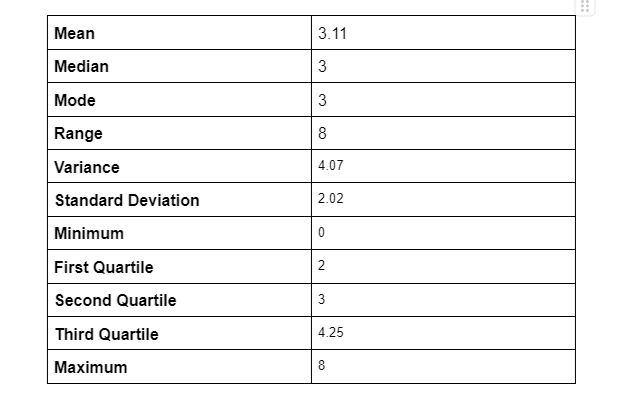 Mean 3.11
Median 3
Mode 3
Range 8
Variance 4.07
Standard Deviation 2.02
Minimum 0
First Quartile 2
Second Quartile 3
Third Quartile 4.25
Maximum 8